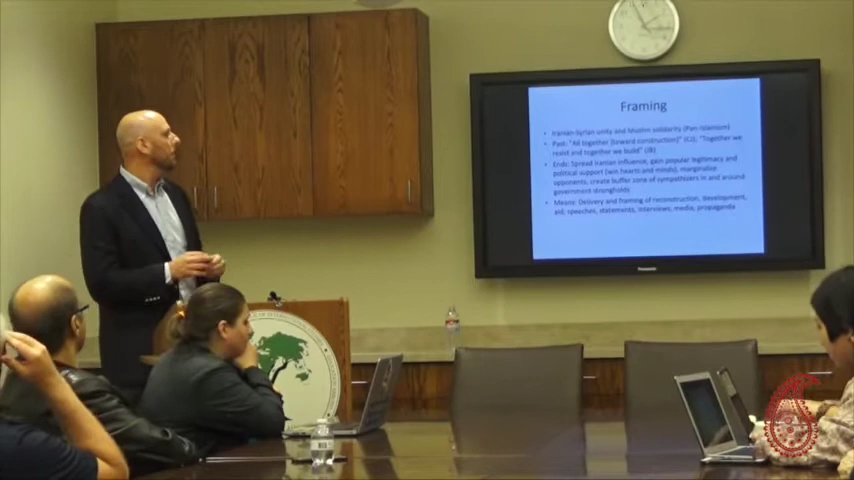 Framing
• Iranian-Syrian unity and Muslim solidarity (Pan-Islamism)
• Past: "All together [toward construction]" (CJ); "Together we
resist and together we build" (JB)
• Ends: Spread Iranian influence, gain popular legitimacy and
political support (win hearts and minds), marginalize
opponents, create buffer zone of sympathizers in and around
government strongholds
• Means: Delivery and framing of reconstruction, development,
aid; speeches, statements, interviews, media, propaganda
Panasonic